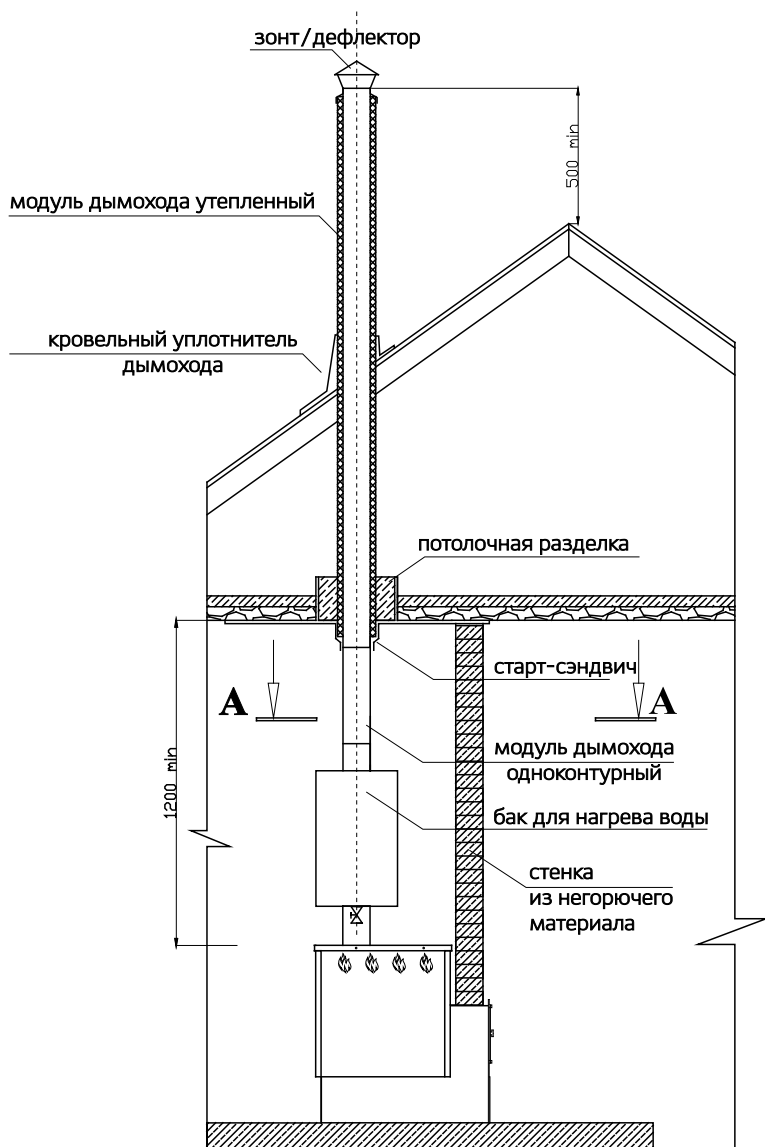 зонт/дефлектор
500 min
модуль дымохода утепленный
кровельный уплотнитель
дымохода
потолочная разделка
старт-сэндвич
А
А
модуль дымохода
одноконтурный
1200 min
бак для нагрева воды
стенка
из негорючего
материала